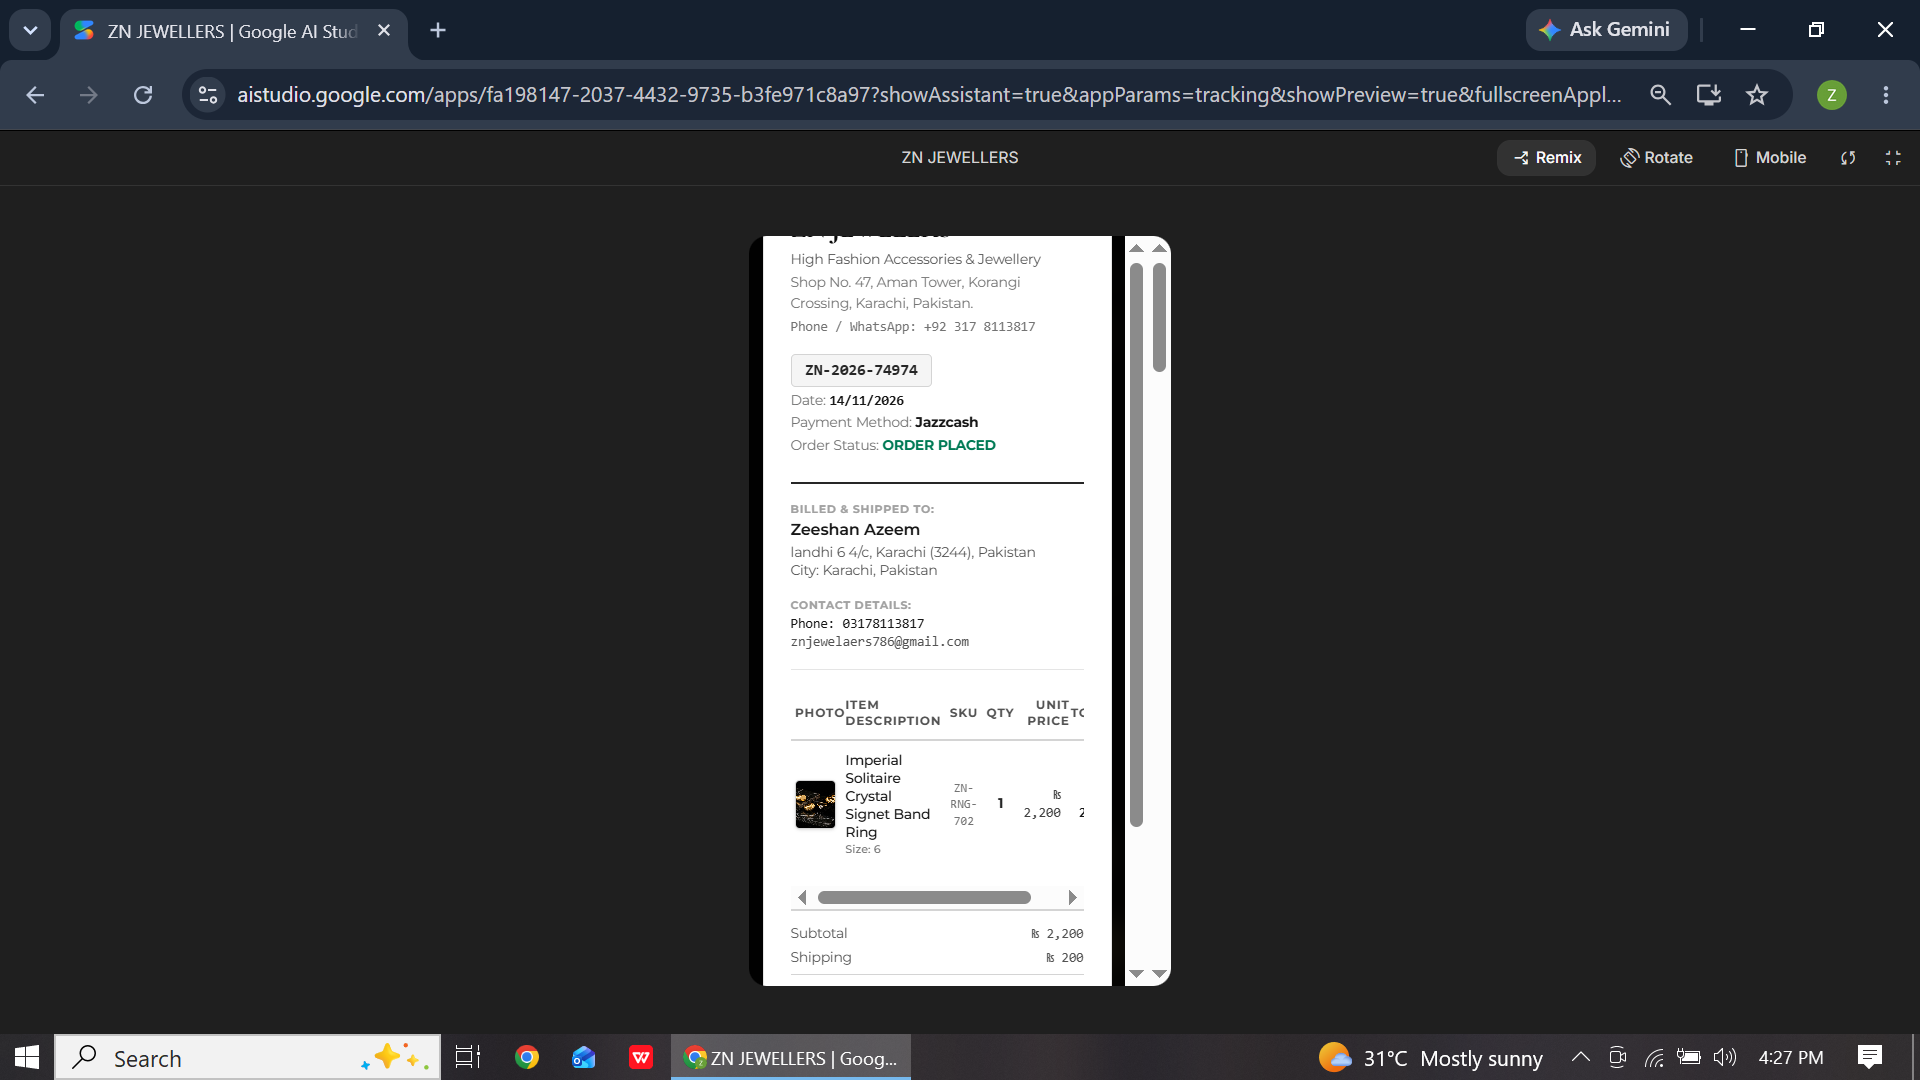 ZN JEWELLERS | Google AI Stud
Ask Gemini
aistudio.google.com/apps/fa198147-2037-4432-9735-b3fe971c8a97?showAssistant=true&appParams=tracking&showPreview=true&fullscreenAppl...
Z
ZN JEWELLERS
Remix
Rotate
Mobile
High Fashion Accessories & Jewellery
Shop No. 47, Aman Tower, Korangi
Crossing, Karachi, Pakistan.
Phone / WhatsApp: +92 317 8113817
ZN-2026-74974
Date: 14/11/2026
Payment Method: Jazzcash
Order Status: ORDER PLACED
BILLED & SHIPPED TO:
Zeeshan Azeem
landhi 6 4/c, Karachi (3244), Pakistan
City: Karachi, Pakistan
CONTACT DETAILS:
Phone: 03178113817
znjewelaers786@gmail.com
PHOTO ITEM DESCRIPTION SKU QTY UNIT PRICE
Imperial
Solitaire
Crystal
Signet Band
Ring
Size: 6
ZN-
RNG-
702
1
₨
2,200
Subtotal ₨ 2,200
Shipping ₨ 200
Search
ZN JEWELLERS | Goog...
31°C Mostly sunny
4:27 PM